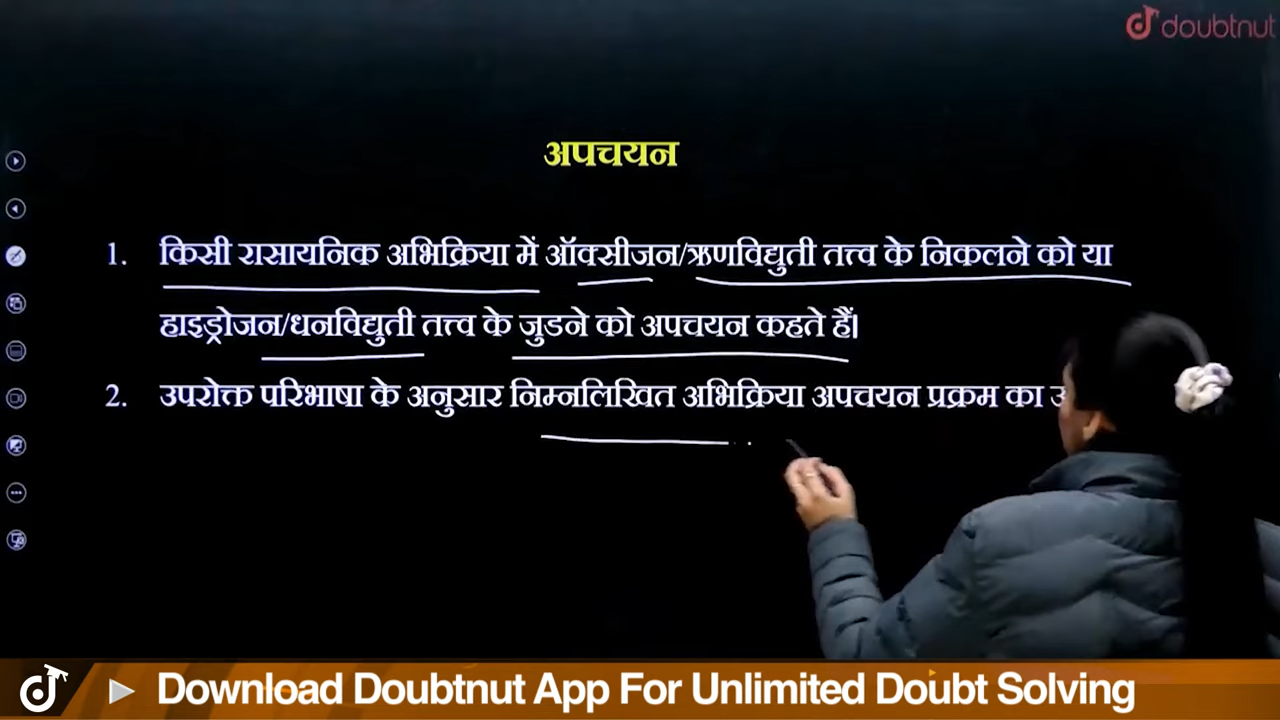 doubtnut
अपचयन
1. किसी रासायनिक अभिक्रिया में ऑक्सीजन/ऋणविद्युती तत्त्व के निकलने को या
हाइड्रोजन/धनविद्युती तत्त्व के जुडने को अपचयन कहते हैं।
2. उपरोक्त परिभाषा के अनुसार निम्नलिखित अभिक्रिया अपचयन प्रक्रम का
Download Doubtnut App For Unlimited Doubt Solving